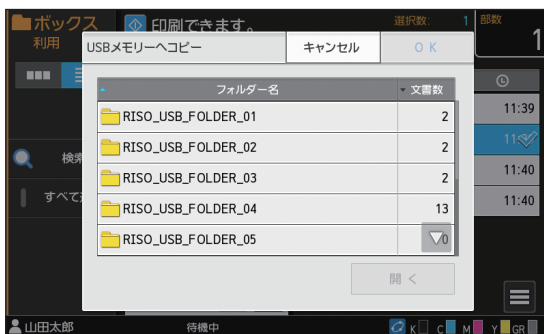 ボックス
利用
印刷できます。
選択数: 1
部数
1
USBメモリーへコピー
キャンセル
OK
フォルダー名
文書数
RISO_USB_FOLDER_01 2
RISO_USB_FOLDER_02 2
RISO_USB_FOLDER_03 2
RISO_USB_FOLDER_04 13
RISO_USB_FOLDER_05 0
11:39
11:40
11:40
検索
すべて
開く
山田太郎
待機中
K C M Y GR